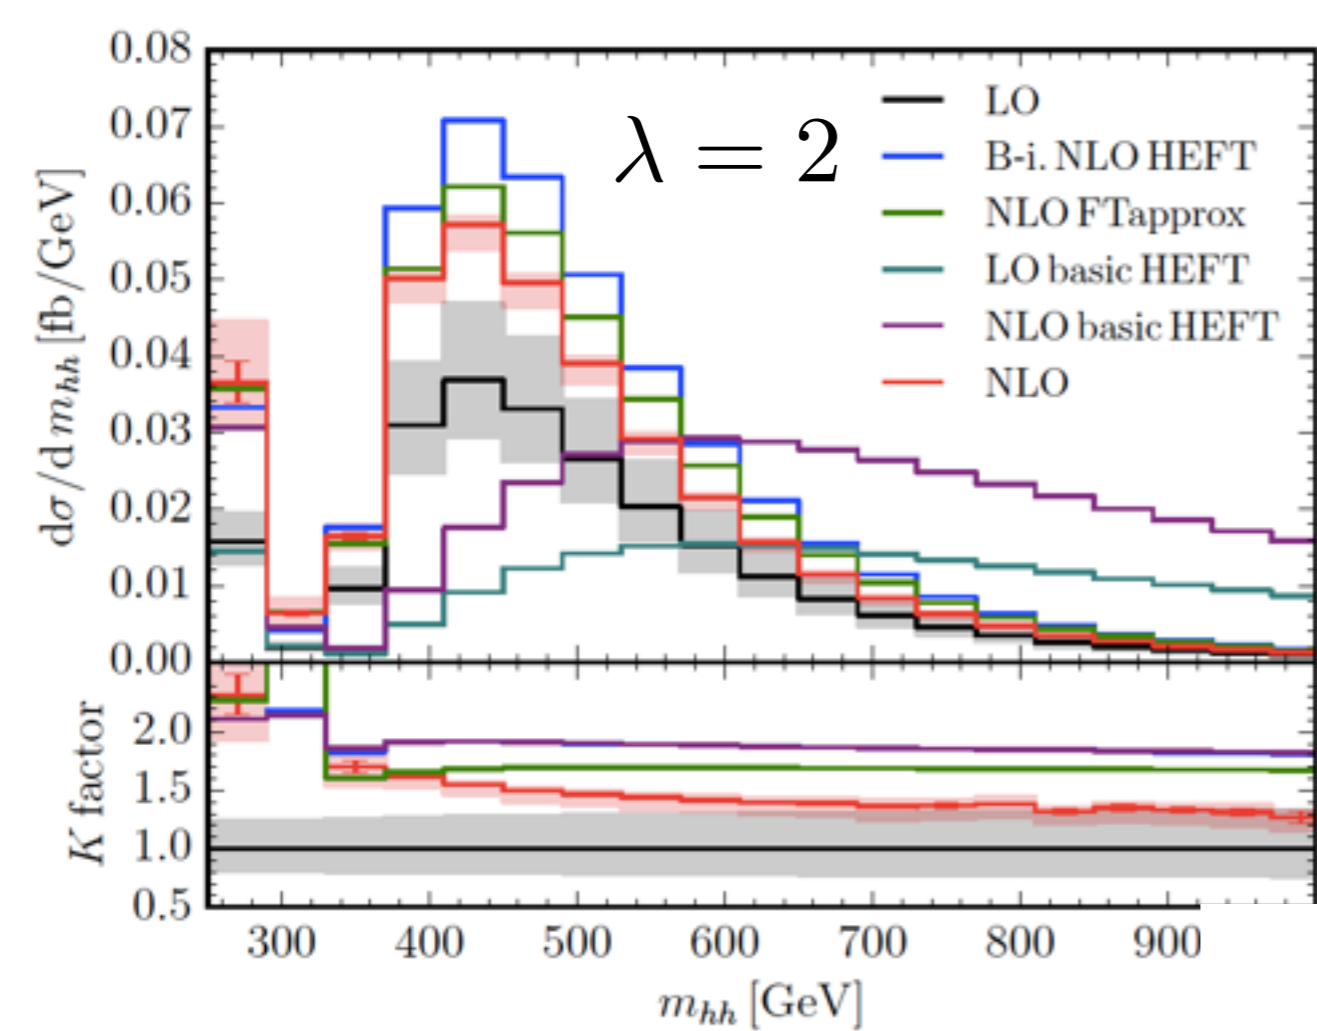 0.08
0.07
0.06
0.05
0.04
0.03
0.02
0.01
0.00
dσ/d m_hh [fb/GeV]
λ = 2
LO
B-i. NLO HEFT
NLO FTapprox
LO basic HEFT
NLO basic HEFT
NLO
2.0
1.5
1.0
0.5
K factor
300 400 500 600 700 800 900
m_hh [GeV]